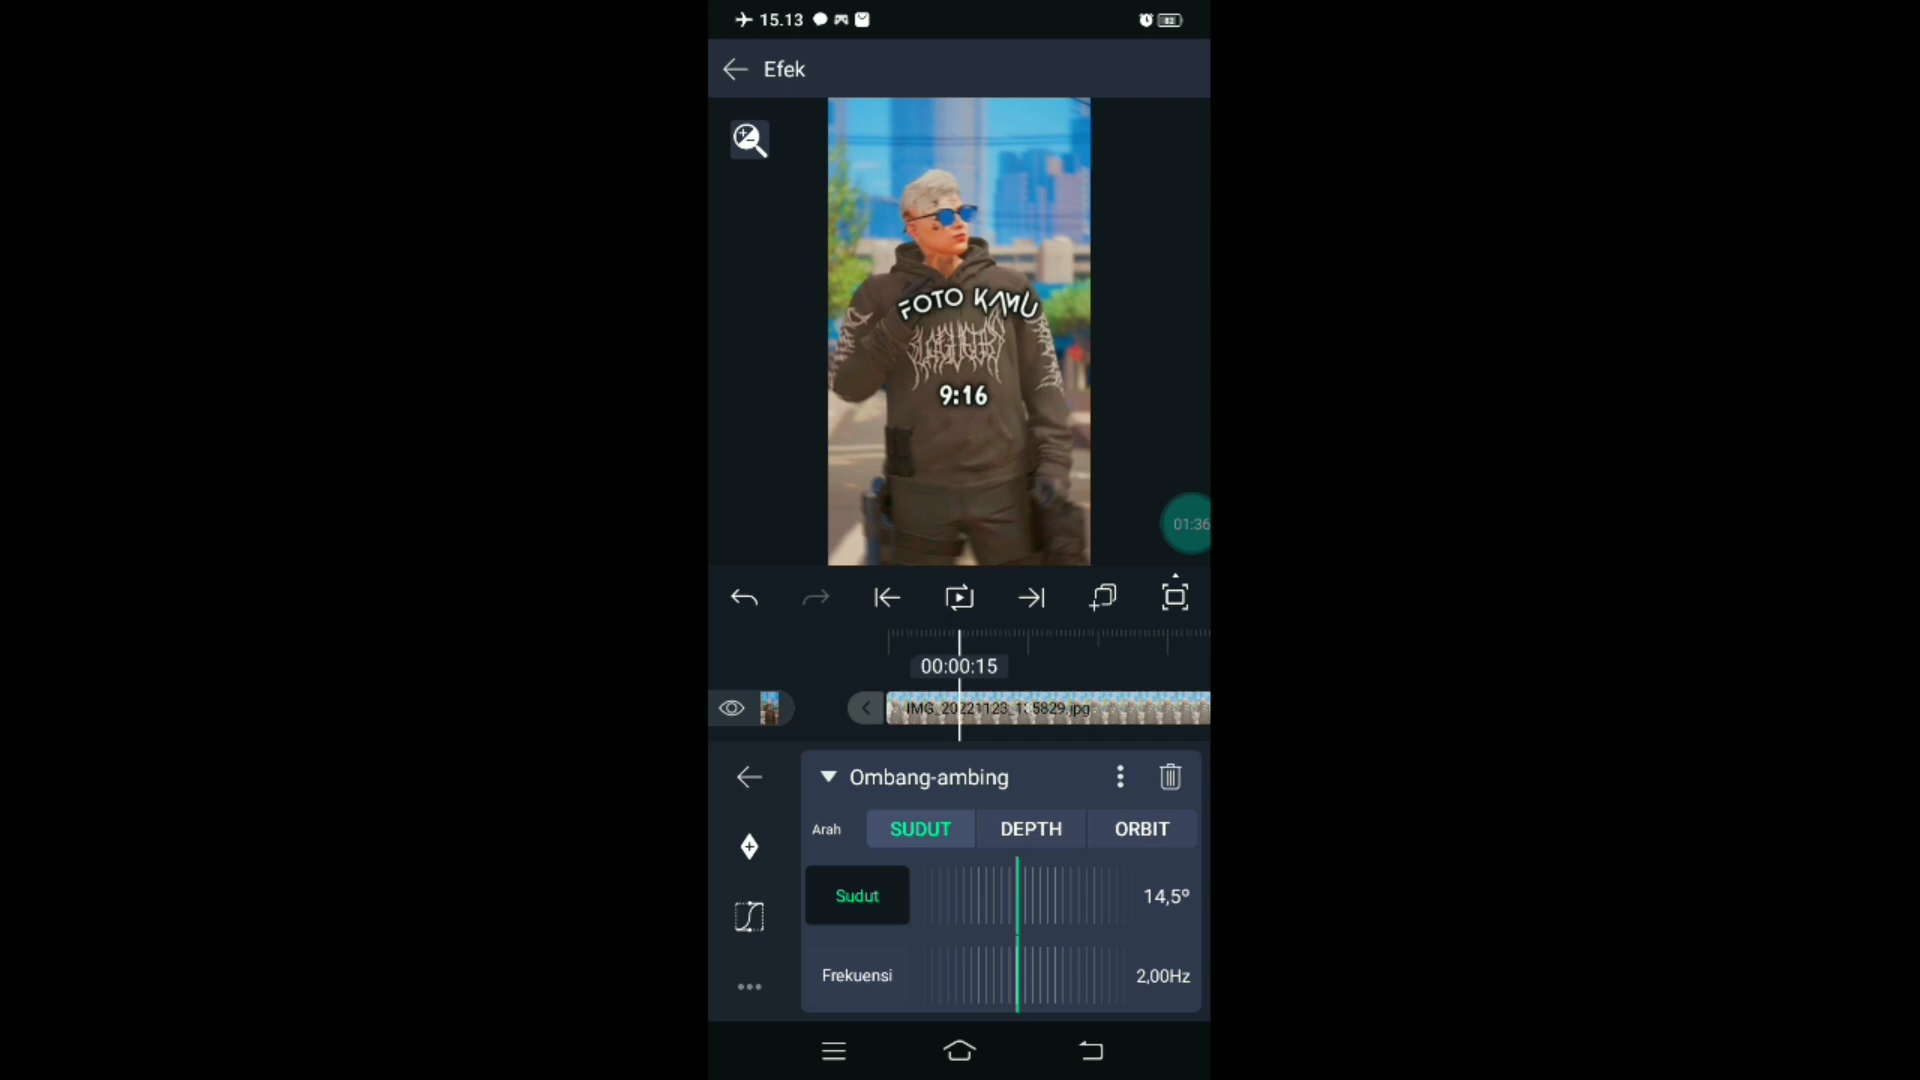 15.13
82
Efek
FOTO KAMU
9:16
01:36
00:00:15
Ombang-ambing
Arah
SUDUT
DEPTH
ORBIT
Sudut
14,5°
Frekuensi
2,00Hz